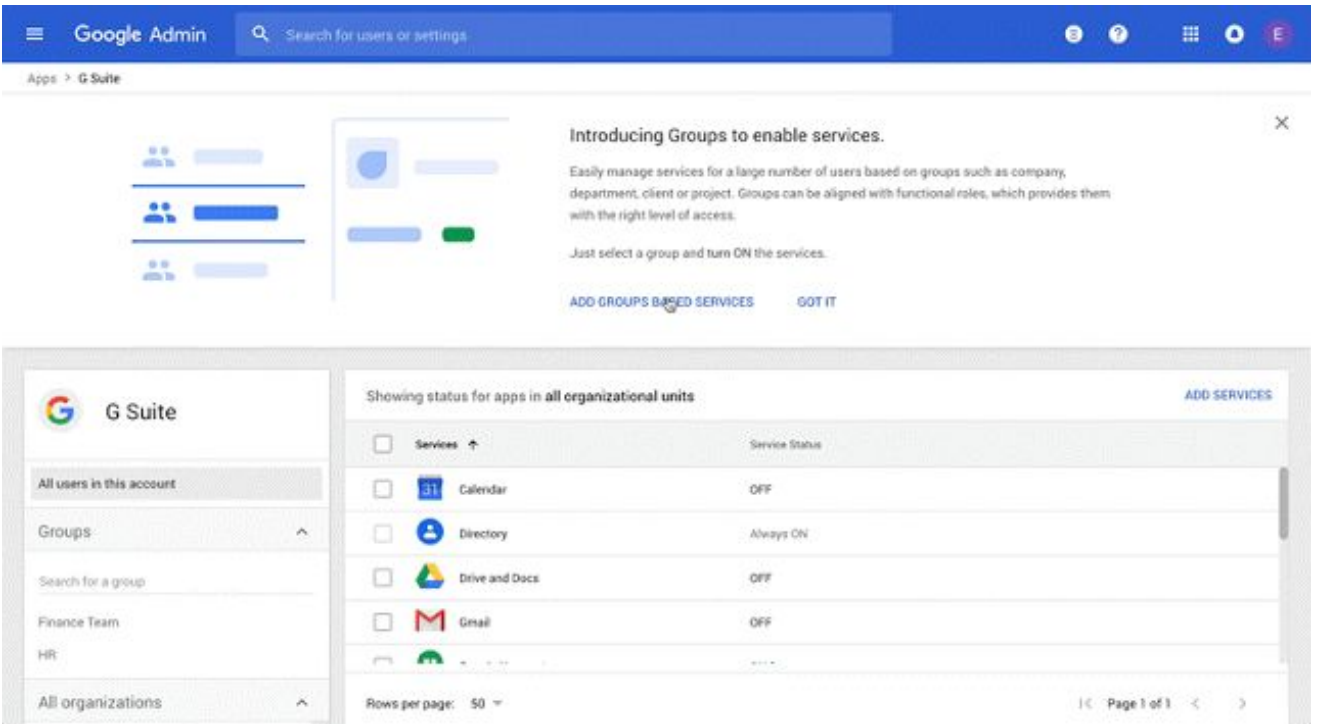 Google Admin
Search for users or settings
E
Apps > G Suite
Introducing Groups to enable services.
Easily manage services for a large number of users based on groups such as company,
department, client or project. Groups can be aligned with functional roles, which provides them
with the right level of access.
Just select a group and turn ON the services.
ADD GROUPS BASED SERVICES GOT IT
G Suite
All users in this account
Groups
Search for a group
Finance Team
HR
All organizations
Showing status for apps in all organizational units ADD SERVICES
Services Service Status
31 Calendar OFF
Directory Always ON
Drive and Docs OFF
Gmail OFF
Rows per page: 50 Page 1 of 1